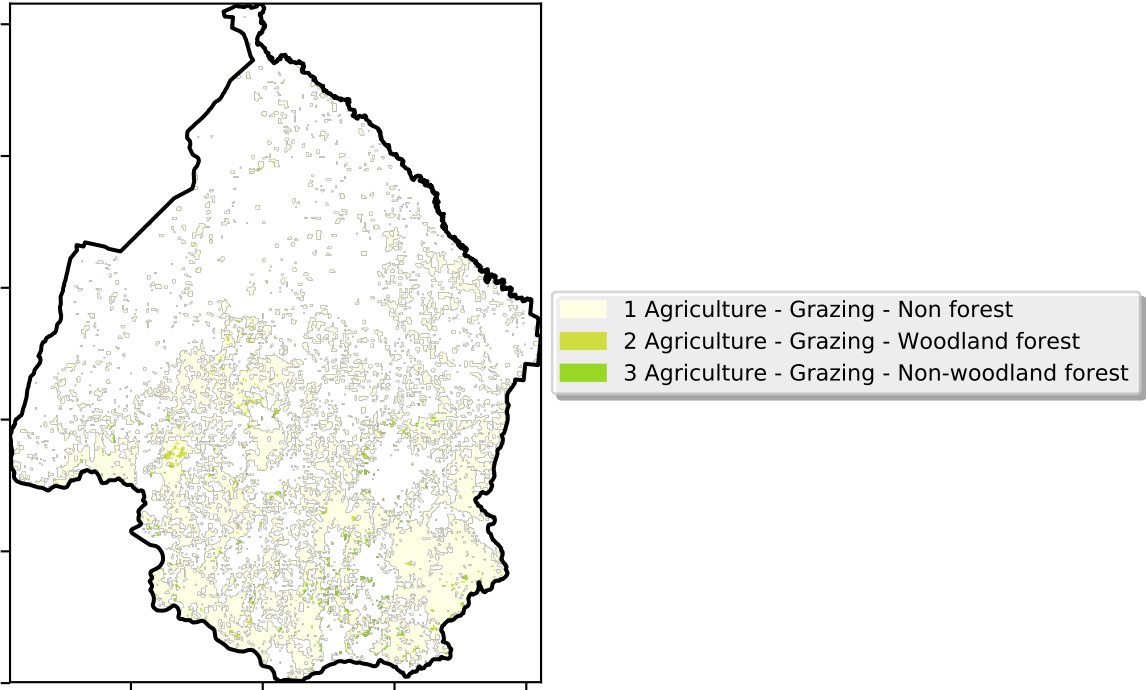 1 Agriculture - Grazing - Non forest
2 Agriculture - Grazing - Woodland forest
3 Agriculture - Grazing - Non-woodland forest